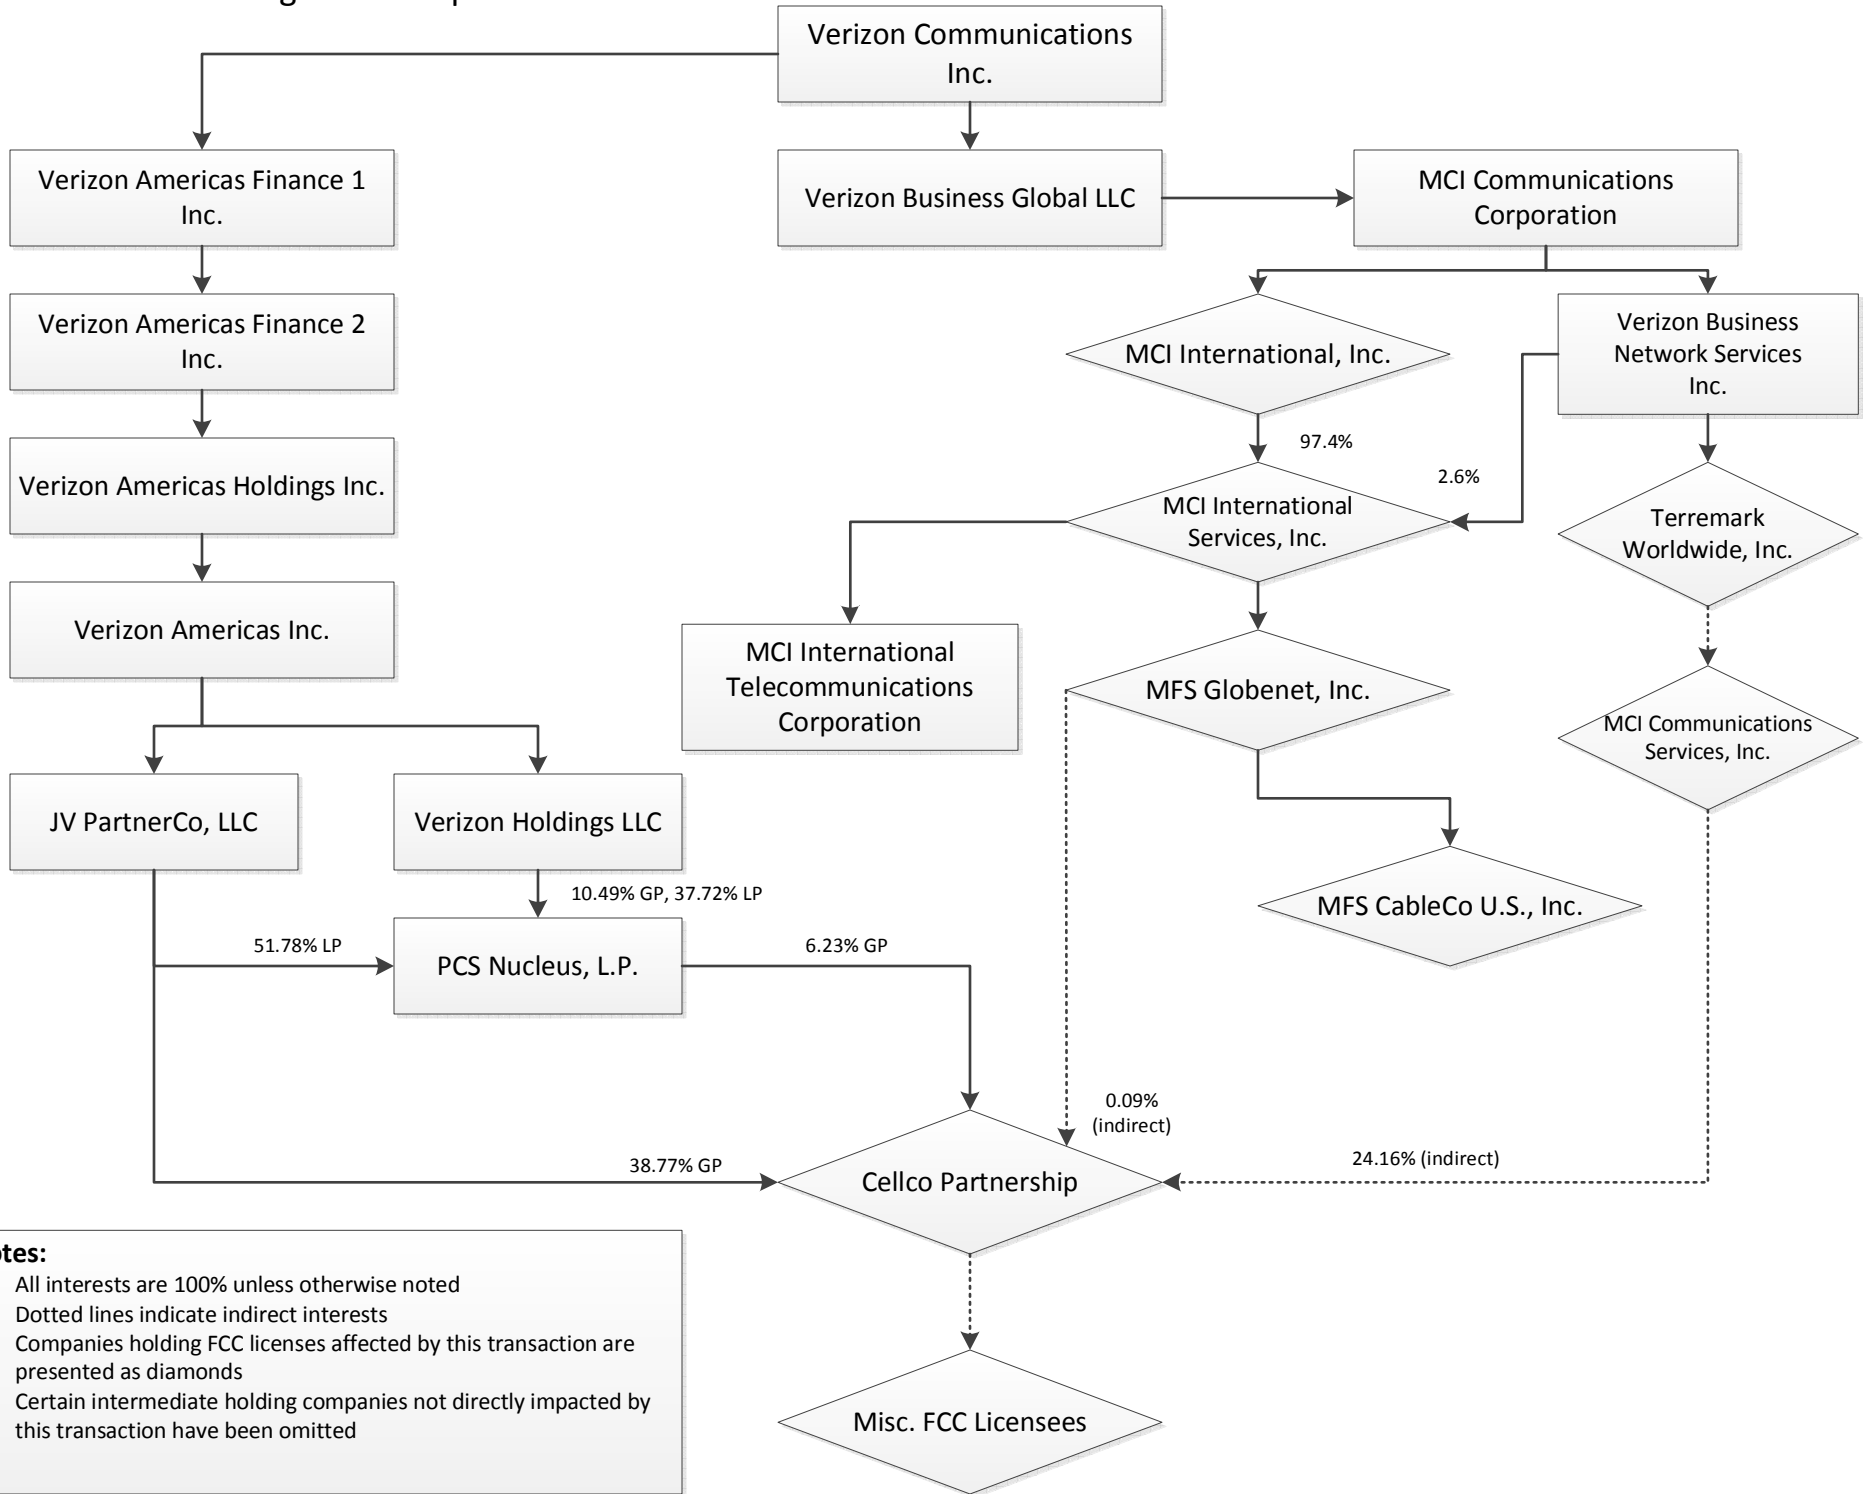 Verizon Communications
Inc.
Verizon Americas Finance 1
Inc.
Verizon Business Global LLC
MCI Communications
Corporation
Verizon Americas Finance 2
Inc.
MCI International, Inc.
Verizon Business
Network Services
Inc.
97.4%
2.6%
Verizon Americas Holdings Inc.
MCI International
Services, Inc.
Terremark
Worldwide, Inc.
Verizon Americas Inc.
MCI International
Telecommunications
Corporation
MFS Globenet, Inc.
MCI Communications
Services, Inc.
JV PartnerCo, LLC
Verizon Holdings LLC
10.49% GP, 37.72% LP
MFS CableCo U.S., Inc.
51.78% LP
PCS Nucleus, L.P.
6.23% GP
0.09%
(indirect)
24.16% (indirect)
38.77% GP
Cellco Partnership
All interests are 100% unless otherwise noted
Dotted lines indicate indirect interests
Companies holding FCC licenses affected by this transaction are
presented as diamonds
Certain intermediate holding companies not directly impacted by
this transaction have been omitted
Misc. FCC Licensees